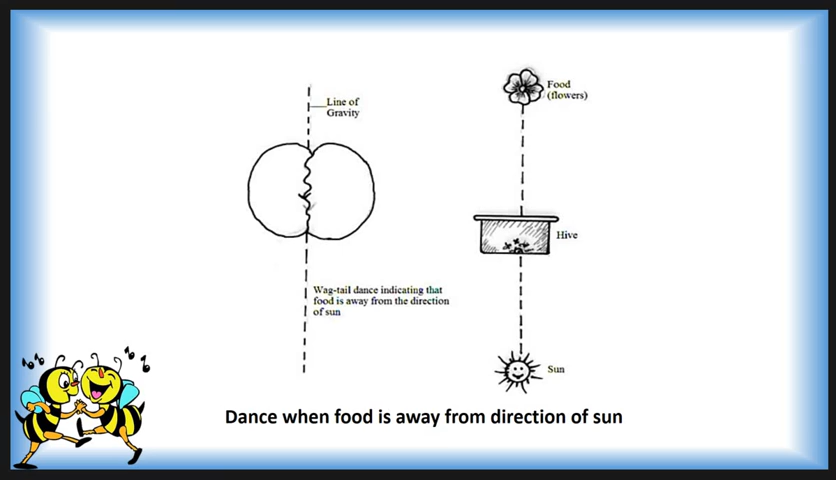 Line of
Gravity
Food
(flowers)
Hive
Wag-tail dance indicating that
food is away from the direction
of sun
Sun
Dance when food is away from direction of sun